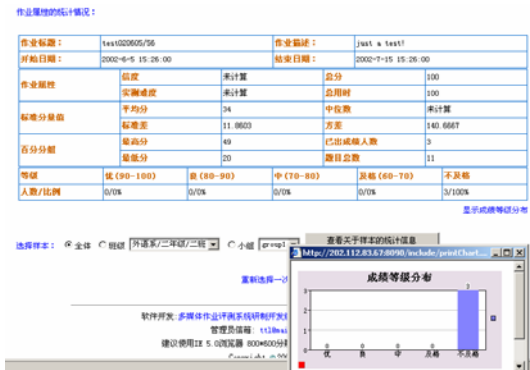 作业属性的统计情况：
作业标题： test020605/56 作业描述： just a test!
开始日期： 2002-6-5 15:26:00 结束日期： 2002-7-15 15:26:00
作业属性 信度 未计算 总分 100
实测难度 未计算 总用时 100
标准分量值 平均分 34 中位数 未计算
标准差 11.8603 方差 140.6667
百分分组 最高分 49 已出成绩人数 3
最低分 20 题目总数 11
等级 优(90-100) 良(80-90) 中(70-80) 及格(60-70) 不及格
人数/比例 0/0% 0/0% 0/0% 0/0% 3/100%
显示成绩等级分布
选择样本： 全体 班级 外语系/二年级/二班 小组 group1 查看关于样本的统计信息
http://202.112.83.67:8090/include/printChart....
重新选择一
成绩等级分布
3
2
1
0
3
优 良 中 及格 不及格
软件开发:多媒体作业评测系统研制开发
管理员信箱: ttl@mai
建议使用IE 5.0浏览器 800*600分
Copyright